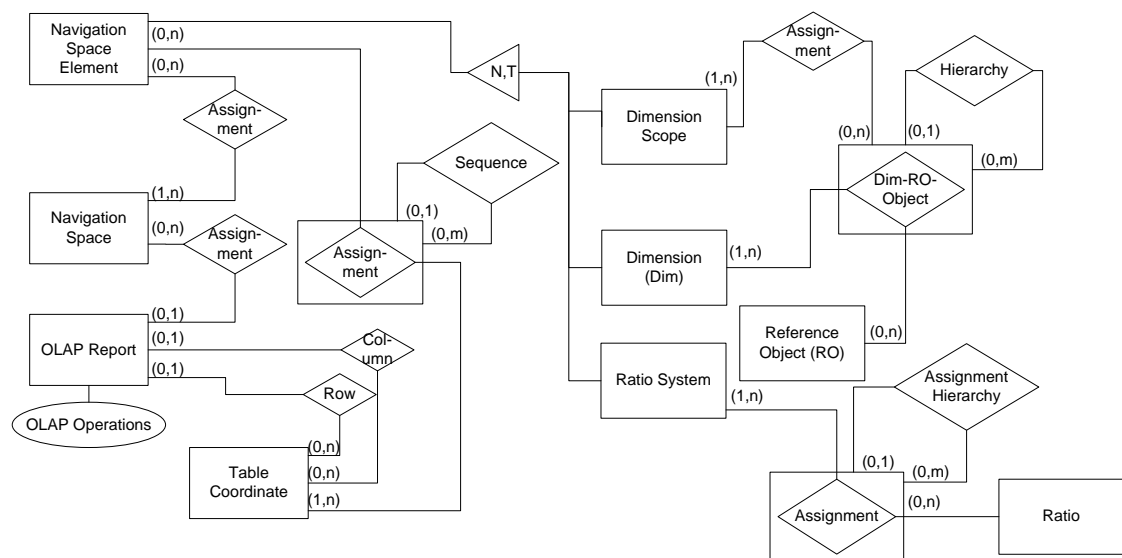 Navigation
Space
Element
(0,n)
(0,n)
Assign-
ment
(1,n)
Navigation
Space
(0,n)
Assign-
ment
(0,1)
OLAP Report
(0,1)
(0,1)
OLAP Operations
Col-
umn
Row
(0,n)
(0,n)
(1,n)
Table
Coordinate
Sequence
(0,1)
(0,m)
Assign-
ment
N,T
Assign-
ment
(1,n)
Dimension
Scope
Hierarchy
(0,n)
(0,1)
(0,m)
Dim-RO-
Object
Dimension
(Dim)
(1,n)
Reference
Object (RO)
(0,n)
Ratio System
(1,n)
Assignment
Hierarchy
(0,1)
(0,m)
Assignment
(0,n)
Ratio